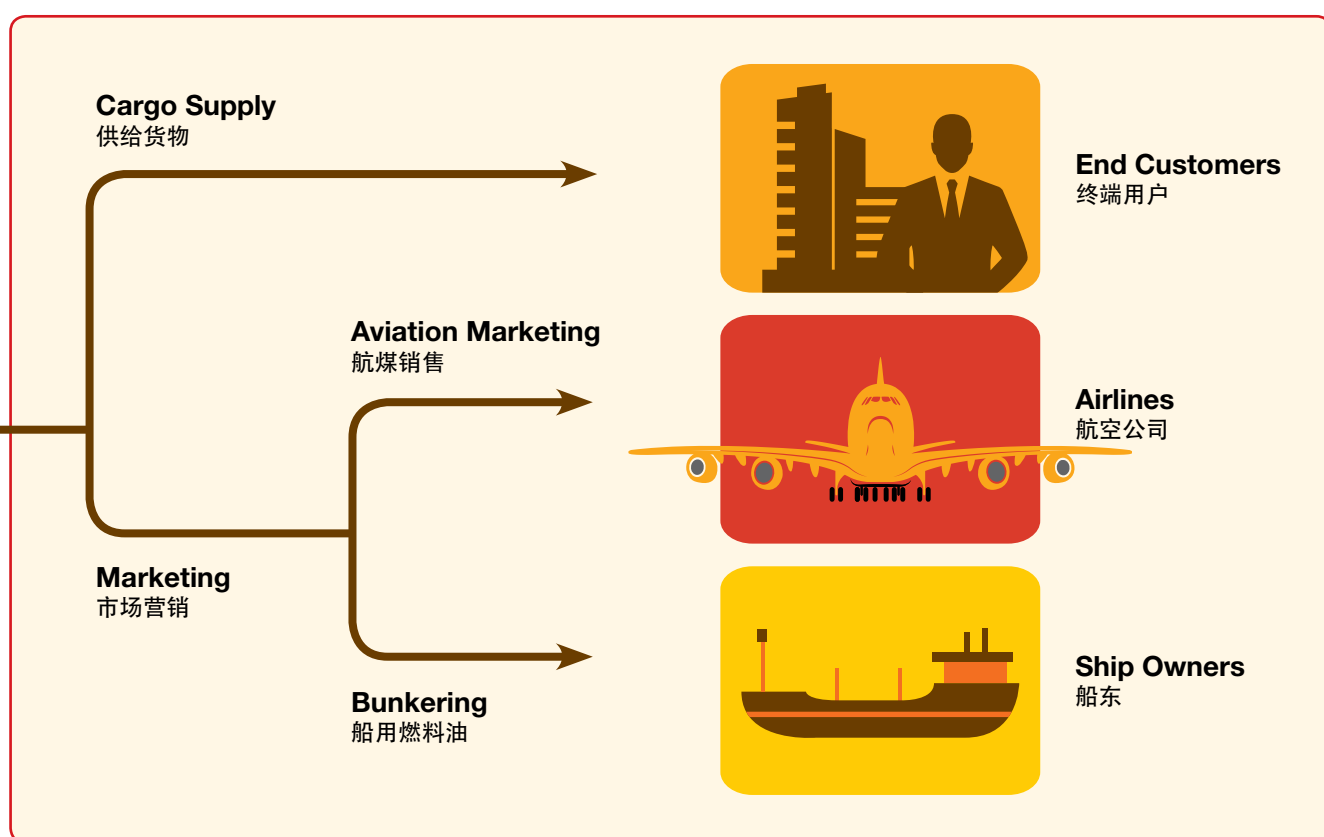 Cargo Supply
供给货物
End Customers
终端用户
Aviation Marketing
航煤销售
Airlines
航空公司
Marketing
市场营销
Bunkering
船用燃料油
Ship Owners
船东